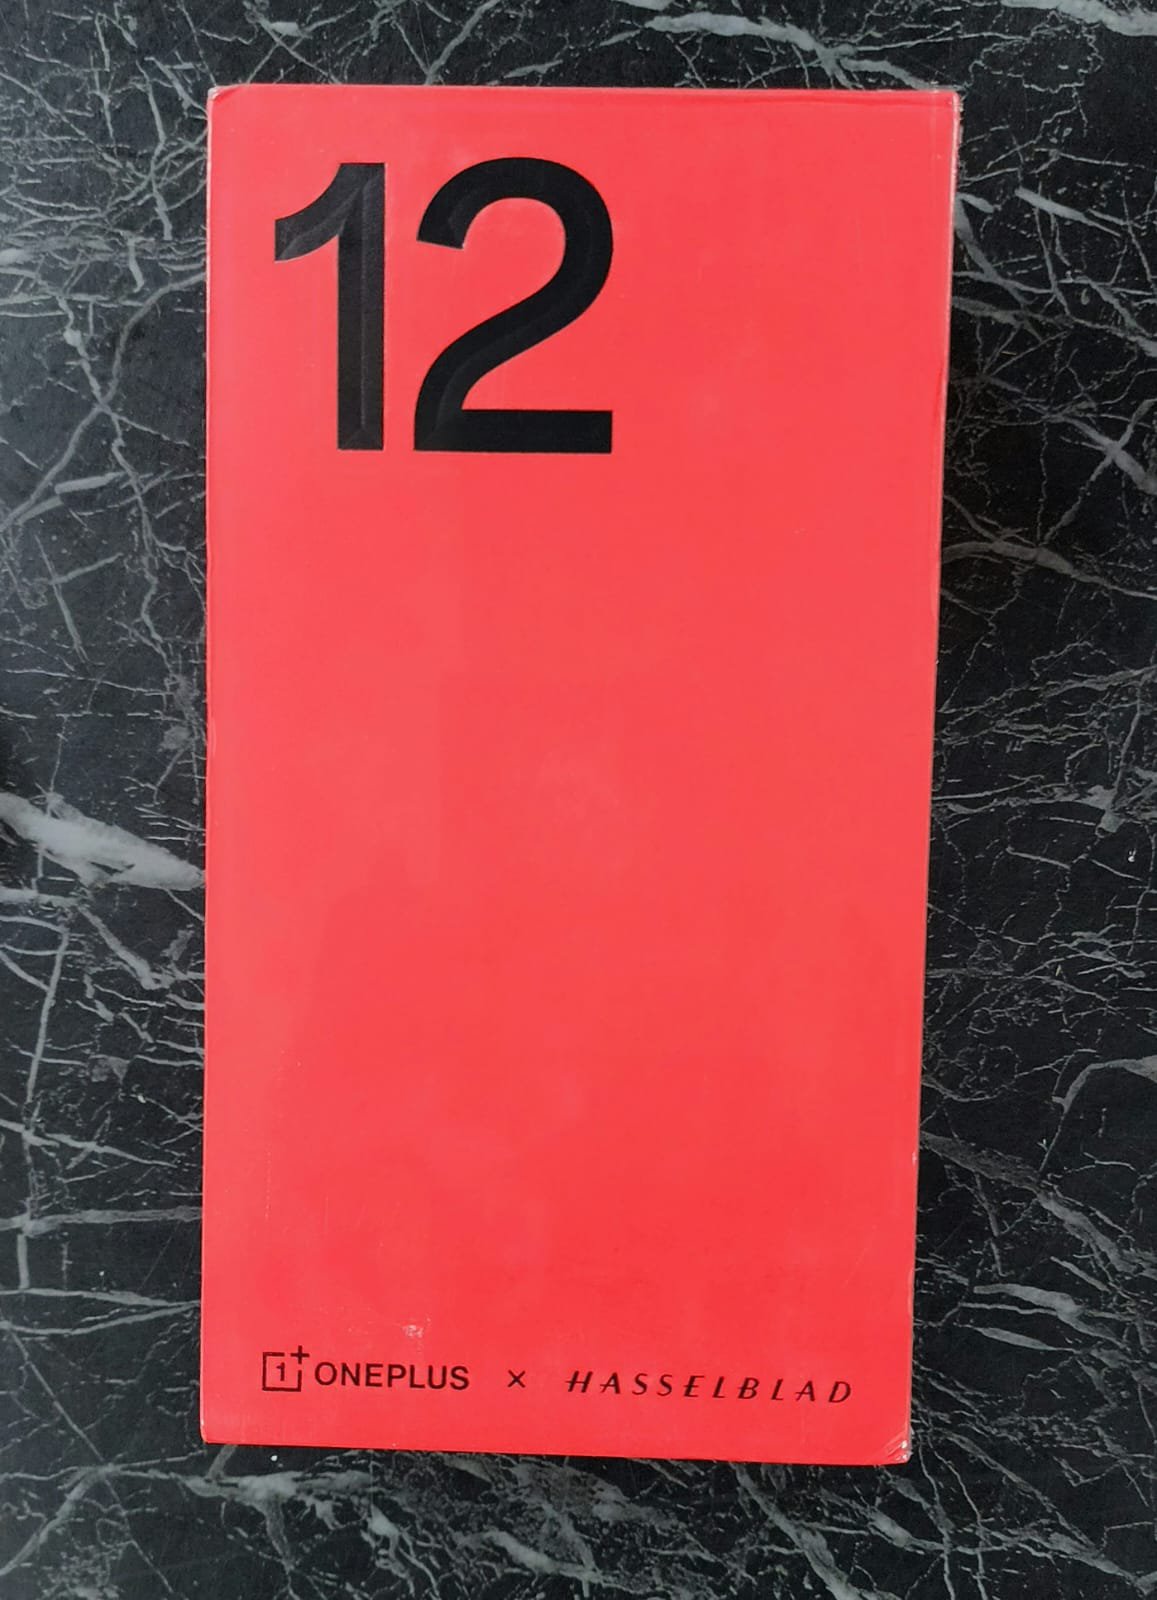 12
1+ ONEPLUS × HASSELBLAD